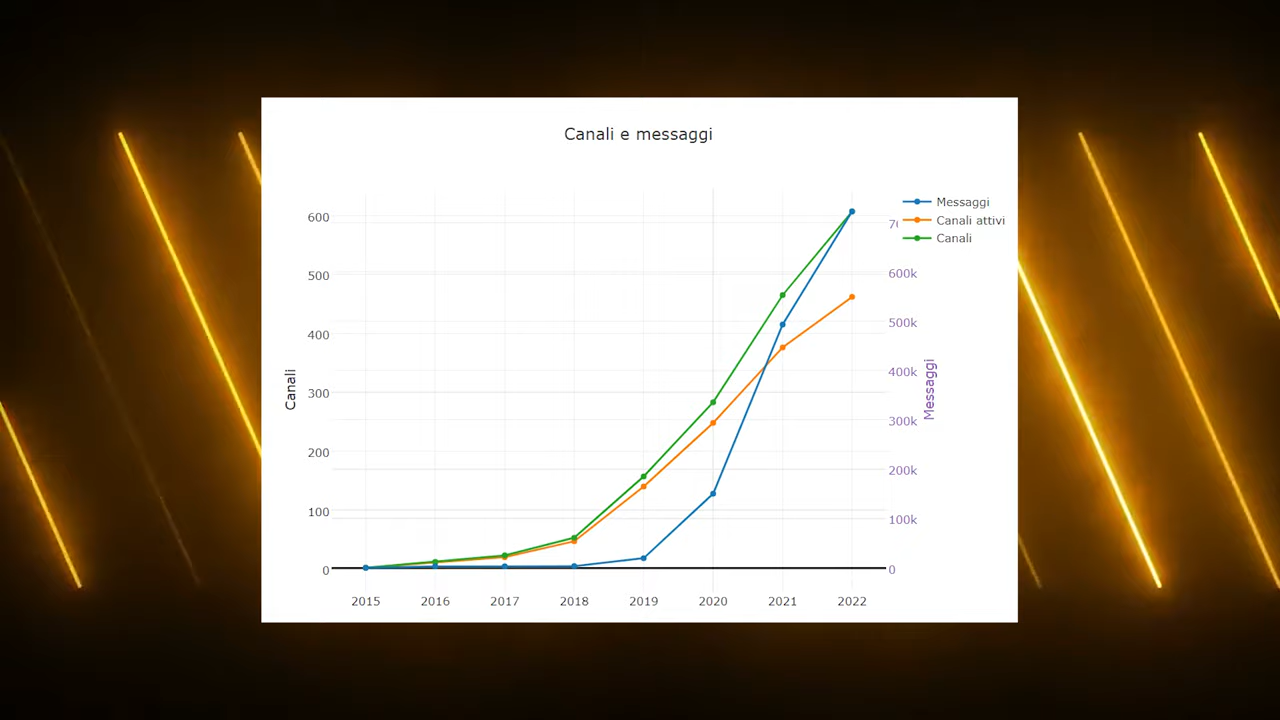 Canali e messaggi
Messaggi
Canali attivi
Canali
600
500
400
300
200
100
0
Canali
600k
500k
400k
300k
200k
100k
0
Messaggi
2015 2016 2017 2018 2019 2020 2021 2022